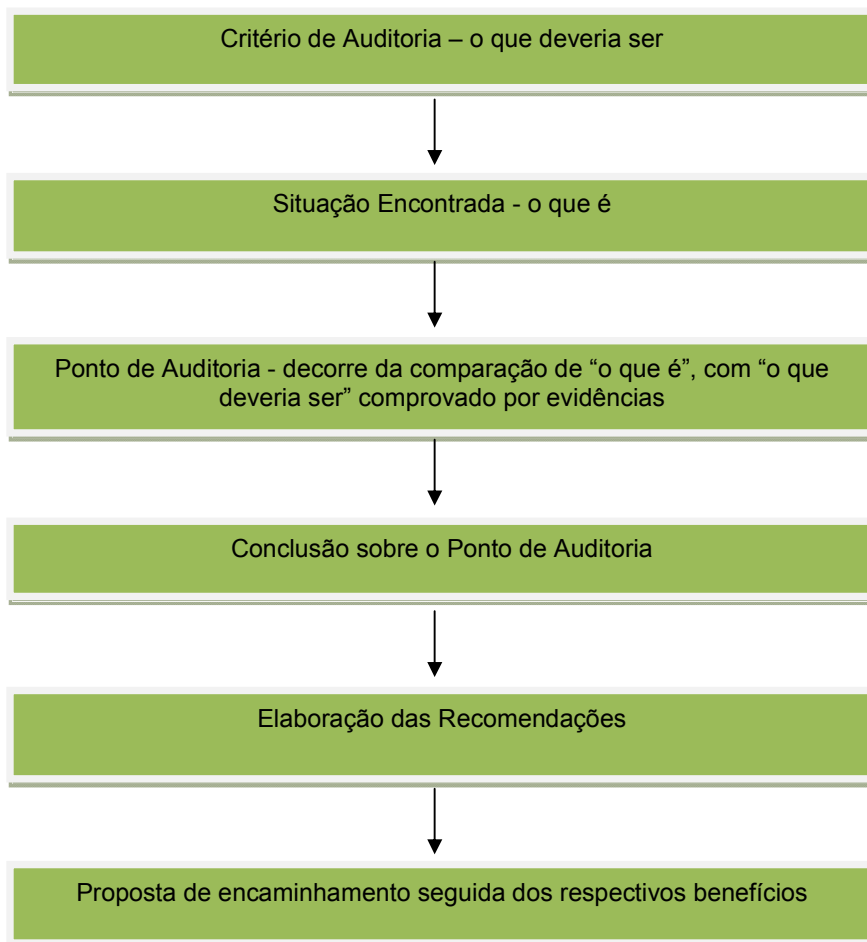 Critério de Auditoria – o que deveria ser
Situação Encontrada - o que é
Ponto de Auditoria - decorre da comparação de “o que é”, com “o que
deveria ser” comprovado por evidências
Conclusão sobre o Ponto de Auditoria
Elaboração das Recomendações
Proposta de encaminhamento seguida dos respectivos benefícios